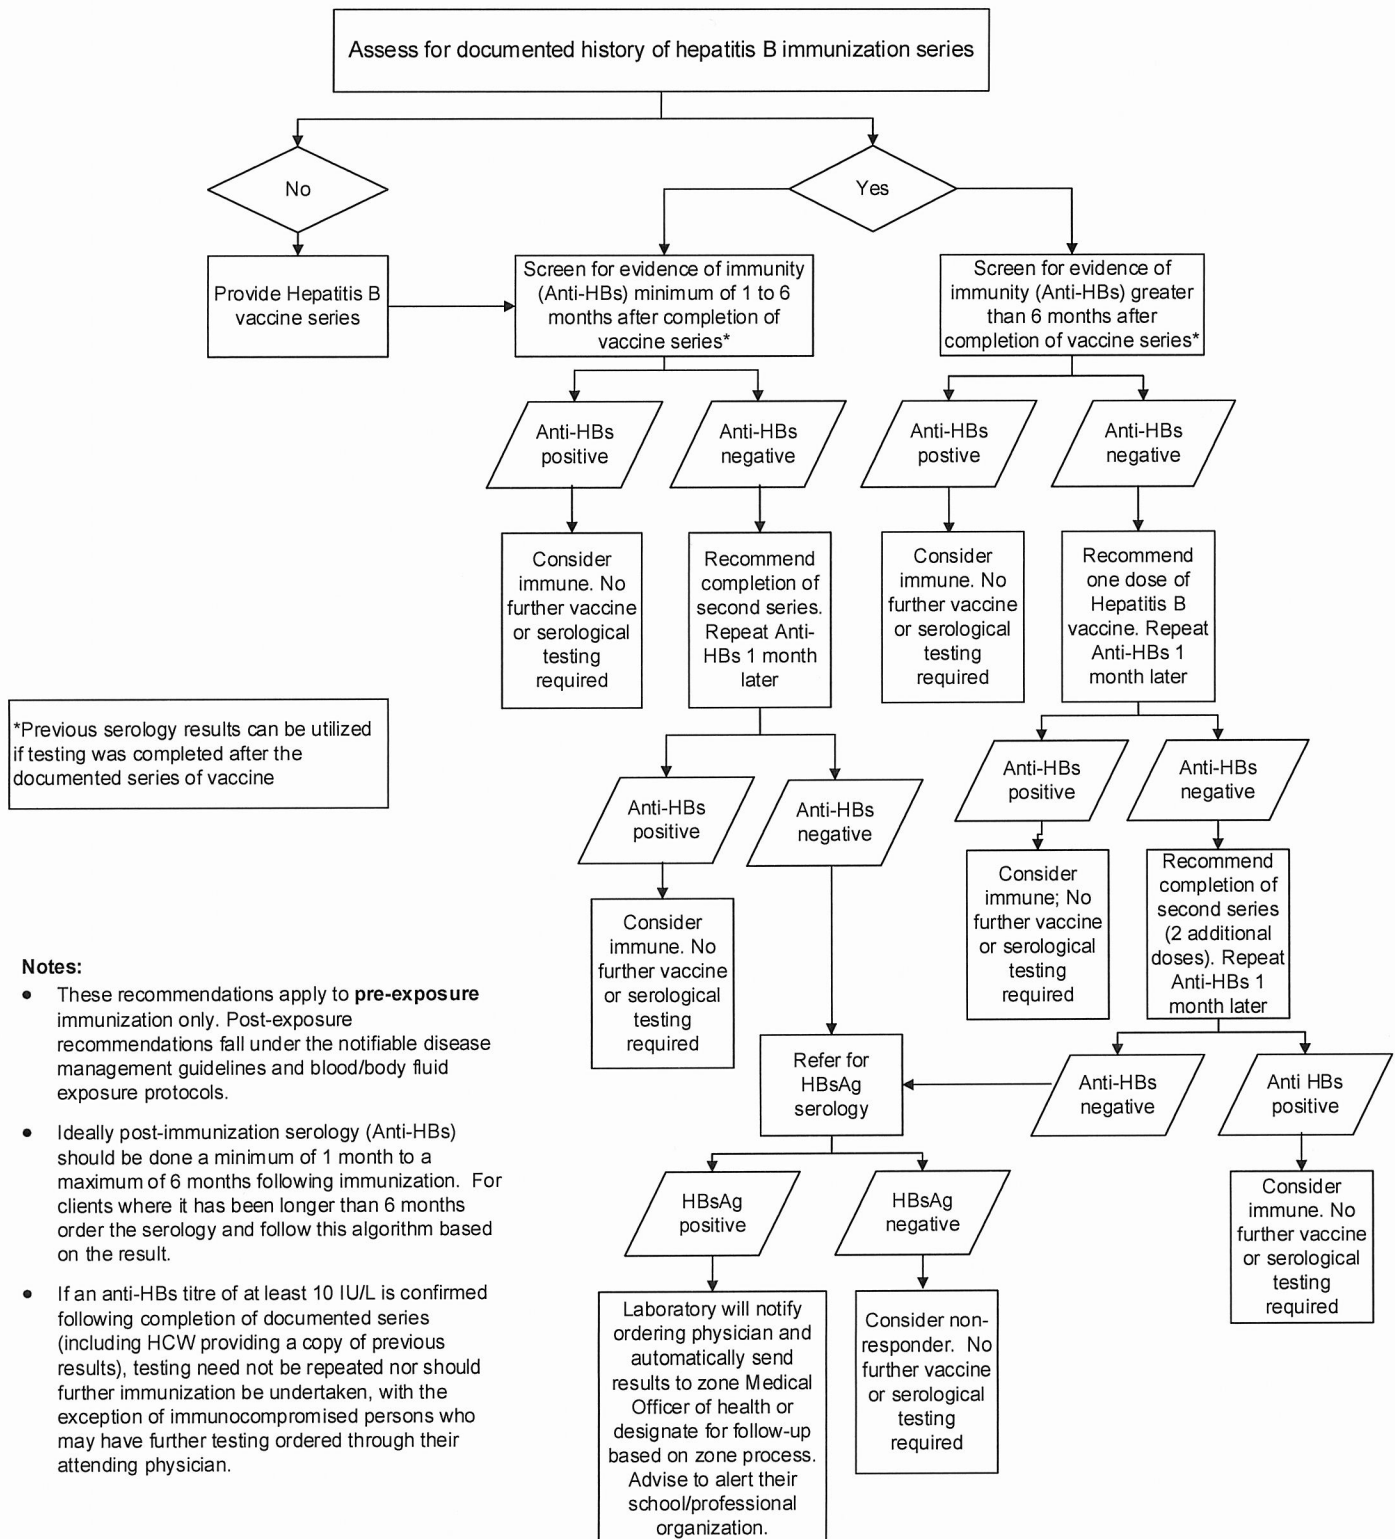 Assess for documented history of hepatitis B immunization series
No
Yes
Provide Hepatitis B
vaccine series
Screen for evidence of immunity
(Anti-HBs) minimum of 1 to 6
months after completion of
vaccine series*
Screen for evidence of
immunity (Anti-HBs) greater
than 6 months after
completion of vaccine series*
Anti-HBs
positive
Anti-HBs
negative
Anti-HBs
postive
Anti-HBs
negative
Consider
immune. No
further vaccine
or serological
testing
required
Recommend
completion of
second series.
Repeat Anti-
HBs 1 month
later
Consider
immune. No
further vaccine
or serological
testing
required
Recommend
one dose of
Hepatitis B
vaccine. Repeat
Anti-HBs 1
month later
*Previous serology results can be utilized
if testing was completed after the
documented series of vaccine
Anti-HBs
positive
Anti-HBs
negative
Anti-HBs
positive
Anti-HBs
negative
Consider
immune. No
further vaccine
or serological
testing
required
Consider
immune; No
further vaccine
or serological
testing
required
Recommend
completion of
second series
(2 additional
doses). Repeat
Anti-HBs 1
month later
Refer for
HBsAg
serology
Anti-HBs
negative
Anti HBs
positive
HBsAg
positive
HBsAg
negative
Consider
immune. No
further vaccine
or serological
testing
required
Laboratory will notify
ordering physician and
automatically send
results to zone Medical
Officer of health or
designate for follow-up
based on zone process.
Advise to alert their
school/professional
organization.
Consider non-
responder. No
further vaccine
or serological
testing
required
Notes:
• These recommendations apply to pre-exposure
immunization only. Post-exposure
recommendations fall under the notifiable disease
management guidelines and blood/body fluid
exposure protocols.
• Ideally post-immunization serology (Anti-HBs)
should be done a minimum of 1 month to a
maximum of 6 months following immunization. For
clients where it has been longer than 6 months
order the serology and follow this algorithm based
on the result.
• If an anti-HBs titre of at least 10 IU/L is confirmed
following completion of documented series
(including HCW providing a copy of previous
results), testing need not be repeated nor should
further immunization be undertaken, with the
exception of immunocompromised persons who
may have further testing ordered through their
attending physician.